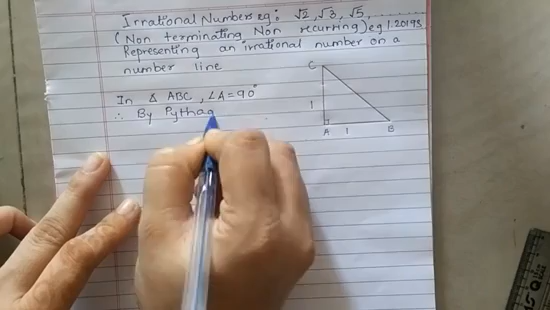 Irrational Numbers eg: √2, √3, √5, ........
(Non terminating Non recurring) eg 1.20193
Representing an irrational number on a
number line
C
In △ ABC, ∠A = 90°
1
∴ By Pythag
A 1 B